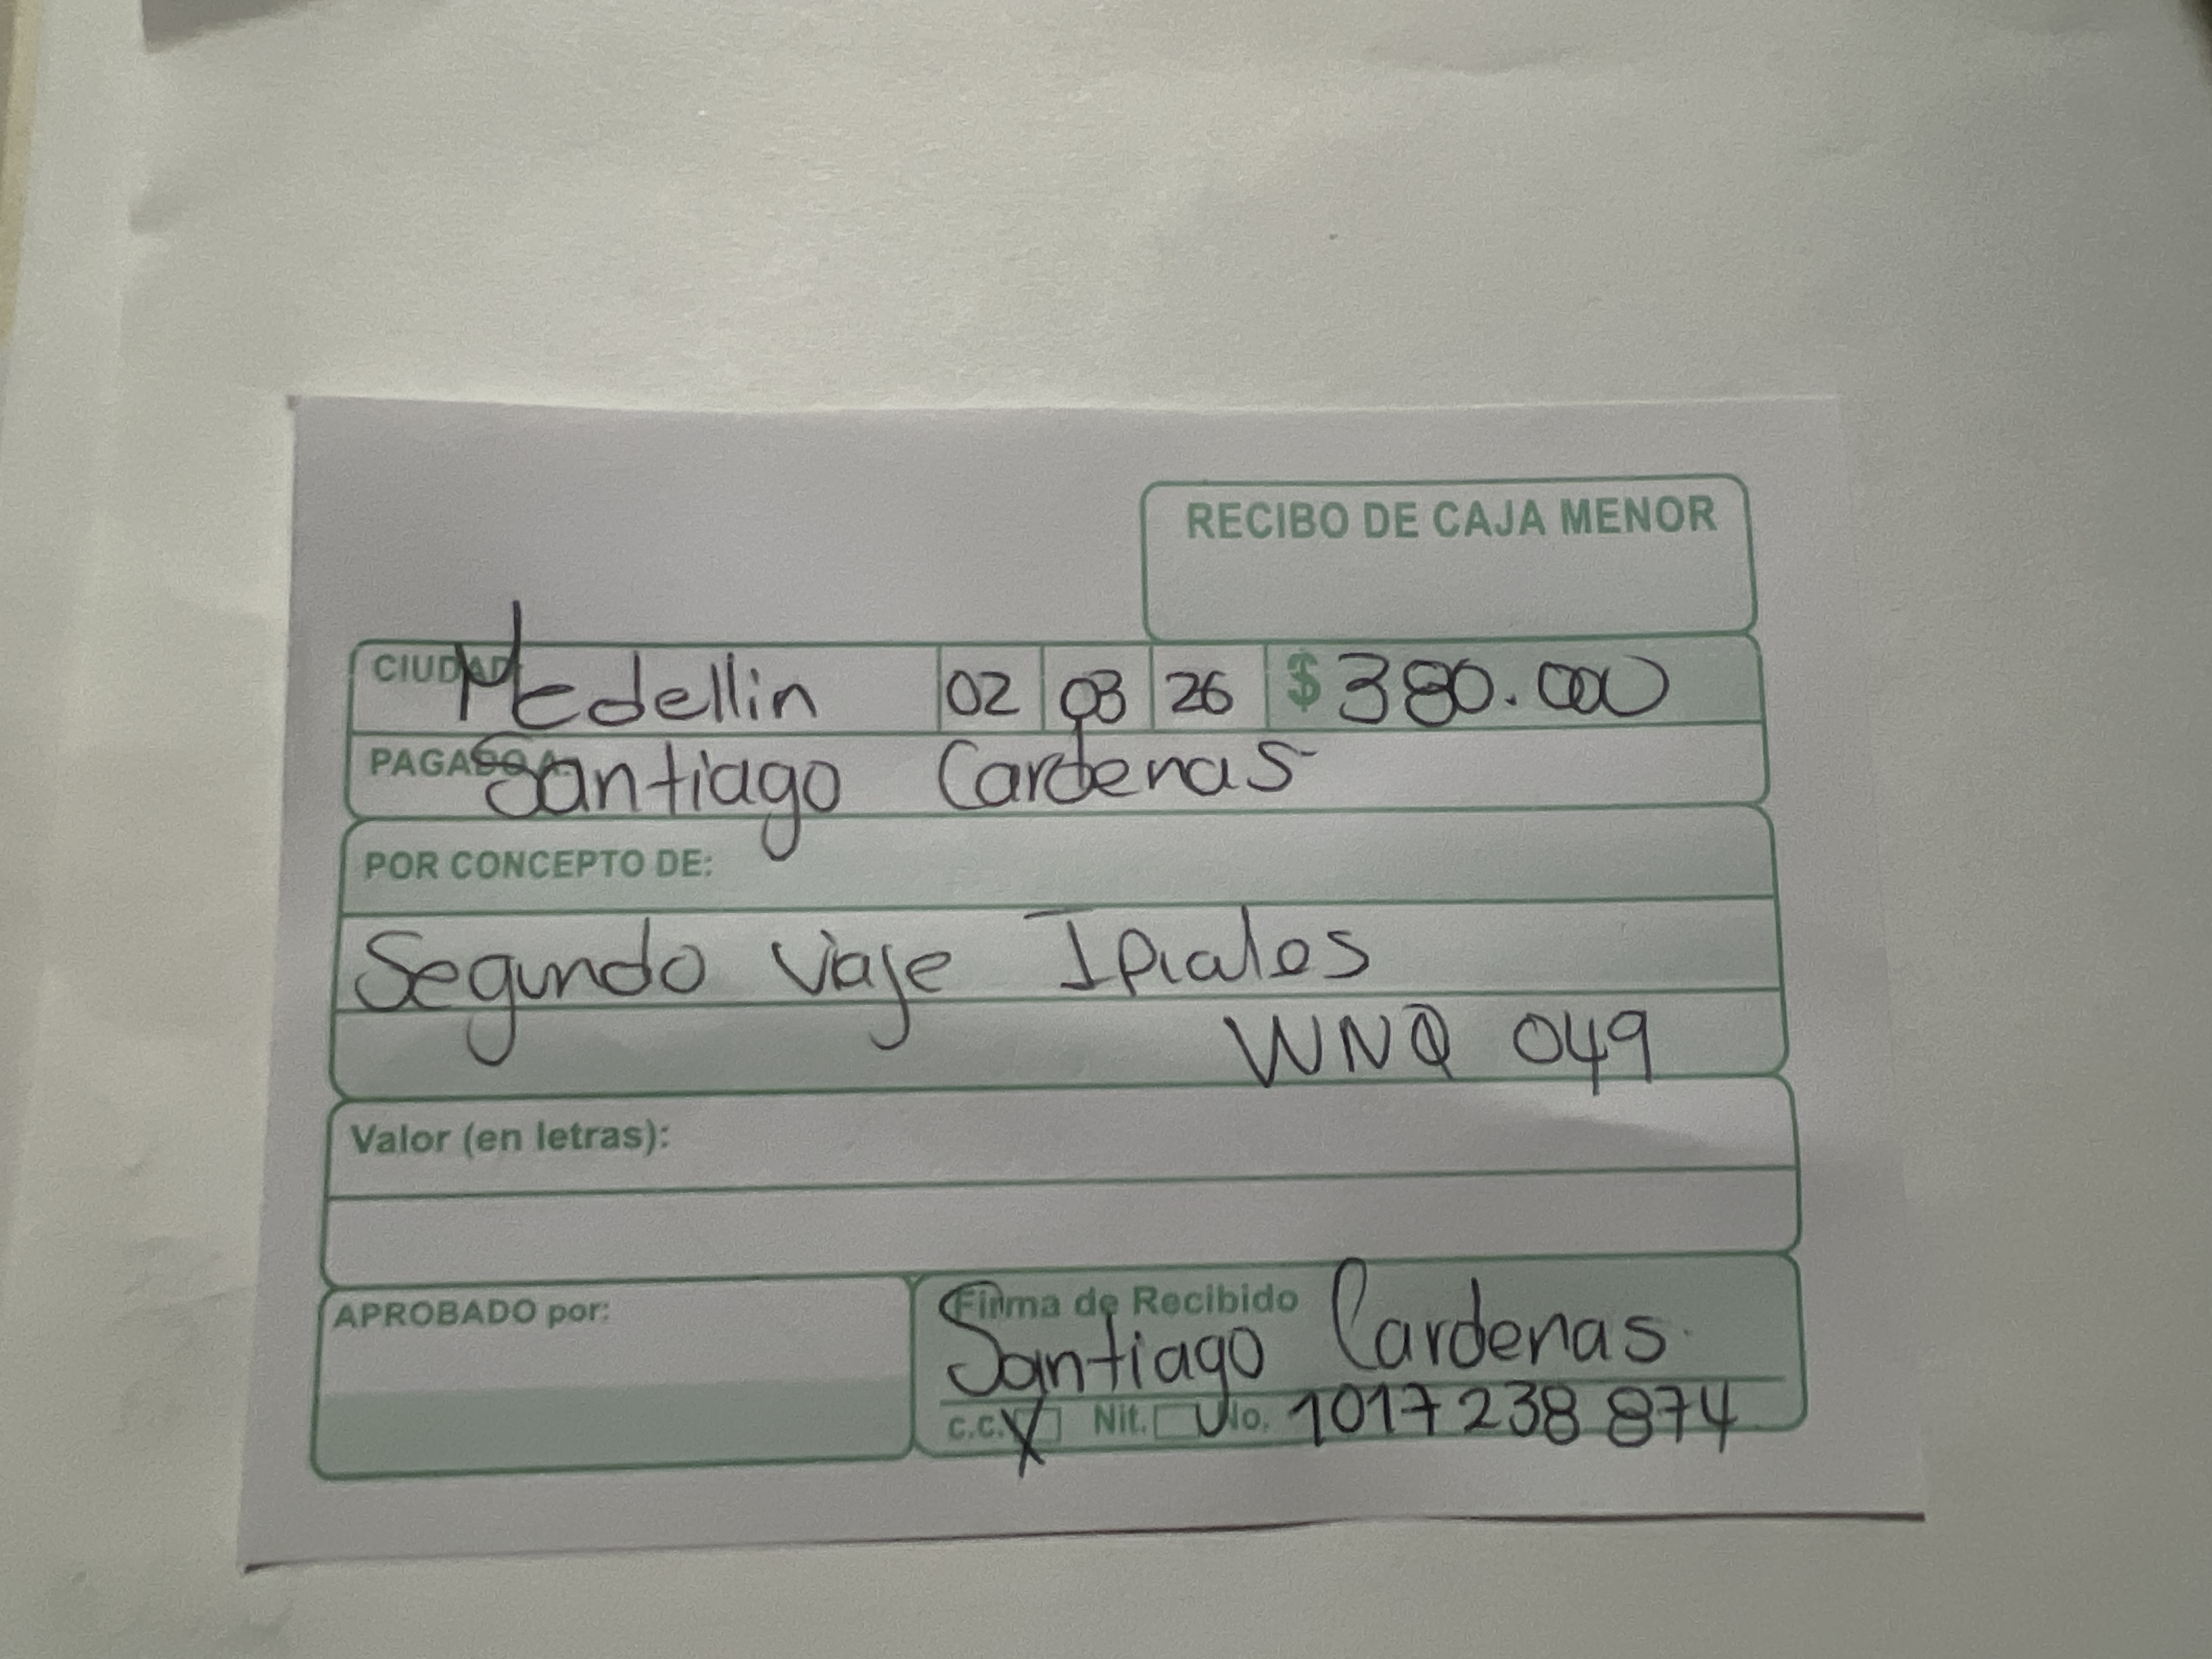 RECIBO DE CAJA MENOR
CIUDAD Medellin 02 03 26 $ 380.000
PAGADO A: Santiago Cardenas
POR CONCEPTO DE:
Segundo viaje Ipiales
WNQ 049
Valor (en letras):
APROBADO por:
Firma de Recibido
Santiago Cardenas
C.C. X Nit. No. 1017 238 874